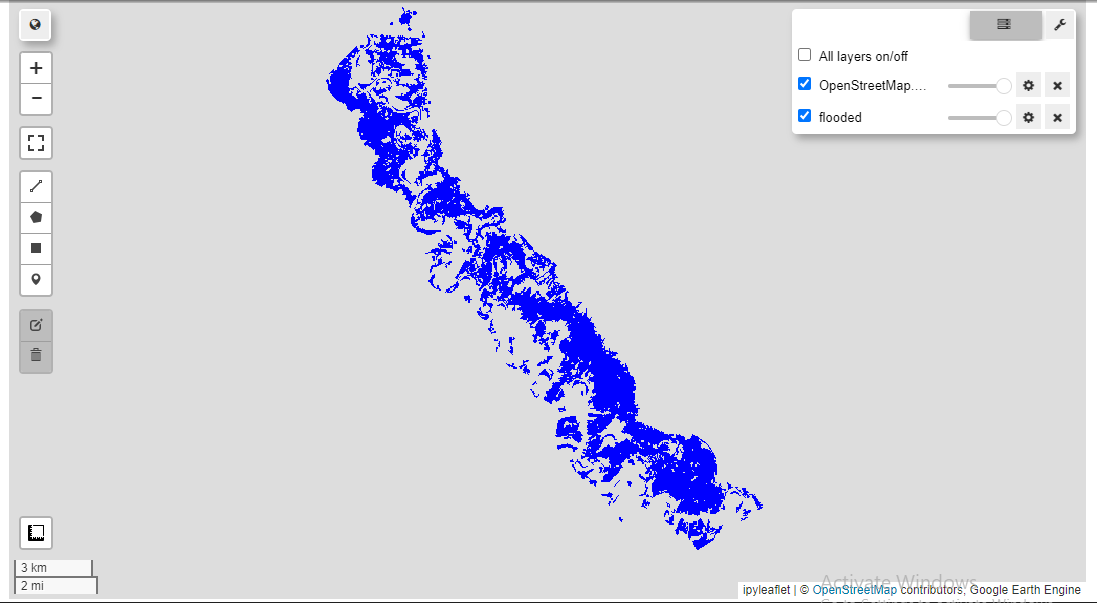 All layers on/off
OpenStreetMap....
flooded
3 km
2 mi
Activate Windows
ipyleaflet | © OpenStreetMap contributors; Google Earth Engine